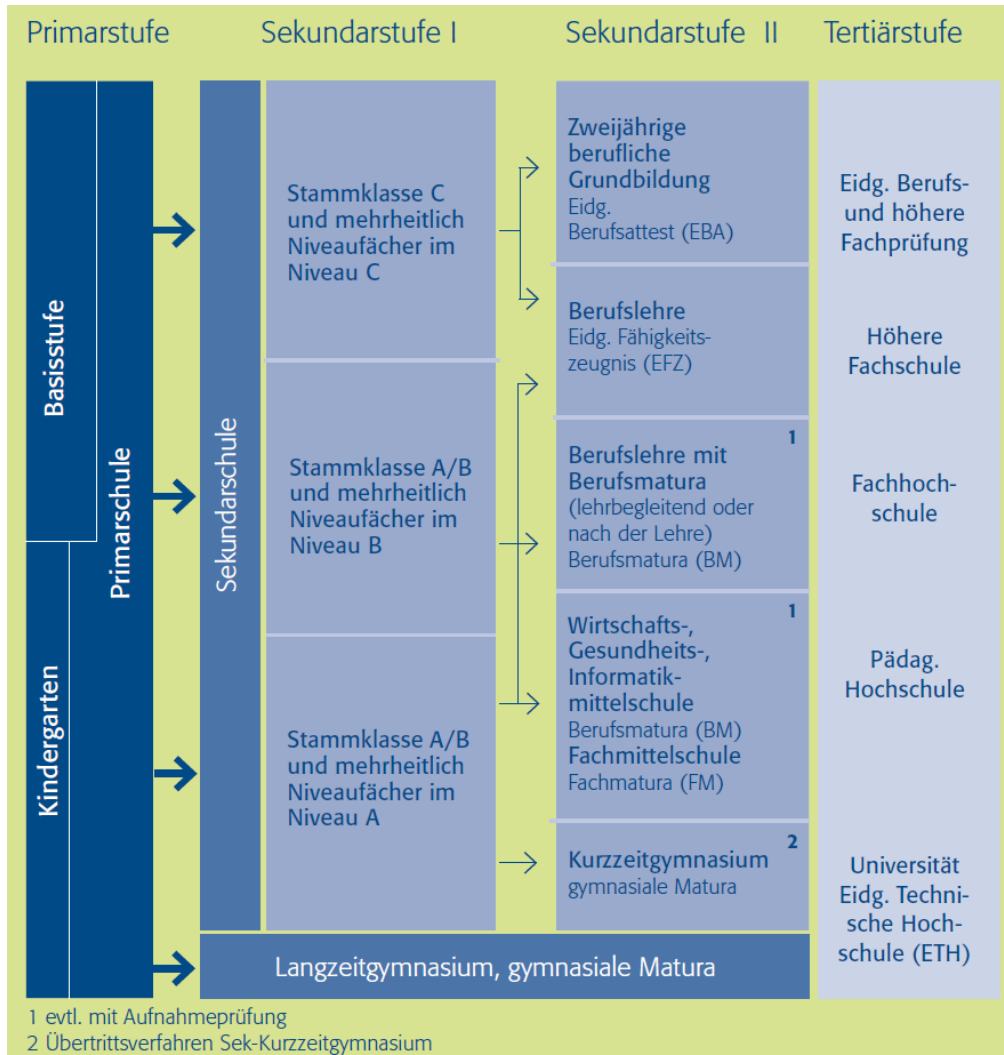 Primarstufe
Sekundarstufe I
Sekundarstufe II
Tertiärstufe
Basisstufe
Kindergarten
Primarschule
Sekundarschule
Stammklasse C
und mehrheitlich
Niveaufächer im
Niveau C
Stammklasse A/B
und mehrheitlich
Niveaufächer im
Niveau B
Stammklasse A/B
und mehrheitlich
Niveaufächer im
Niveau A
Zweijährige
berufliche
Grundbildung
Eidg.
Berufsattest (EBA)
Berufslehre
Eidg. Fähigkeits-
zeugnis (EFZ)
1
Berufslehre mit
Berufsmatura
(lehrbegleitend oder
nach der Lehre)
Berufsmatura (BM)
1
Wirtschafts-,
Gesundheits-,
Informatik-
mittelschule
Berufsmatura (BM)
Fachmittelschule
Fachmatura (FM)
2
Kurzzeitgymnasium
gymnasiale Matura
Langzeitgymnasium, gymnasiale Matura
Eidg. Berufs-
und höhere
Fachprüfung
Höhere
Fachschule
Fachhoch-
schule
Pädag.
Hochschule
Universität
Eidg. Techni-
sche Hoch-
schule (ETH)
1 evtl. mit Aufnahmeprüfung
2 Übertrittsverfahren Sek-Kurzzeitgymnasium